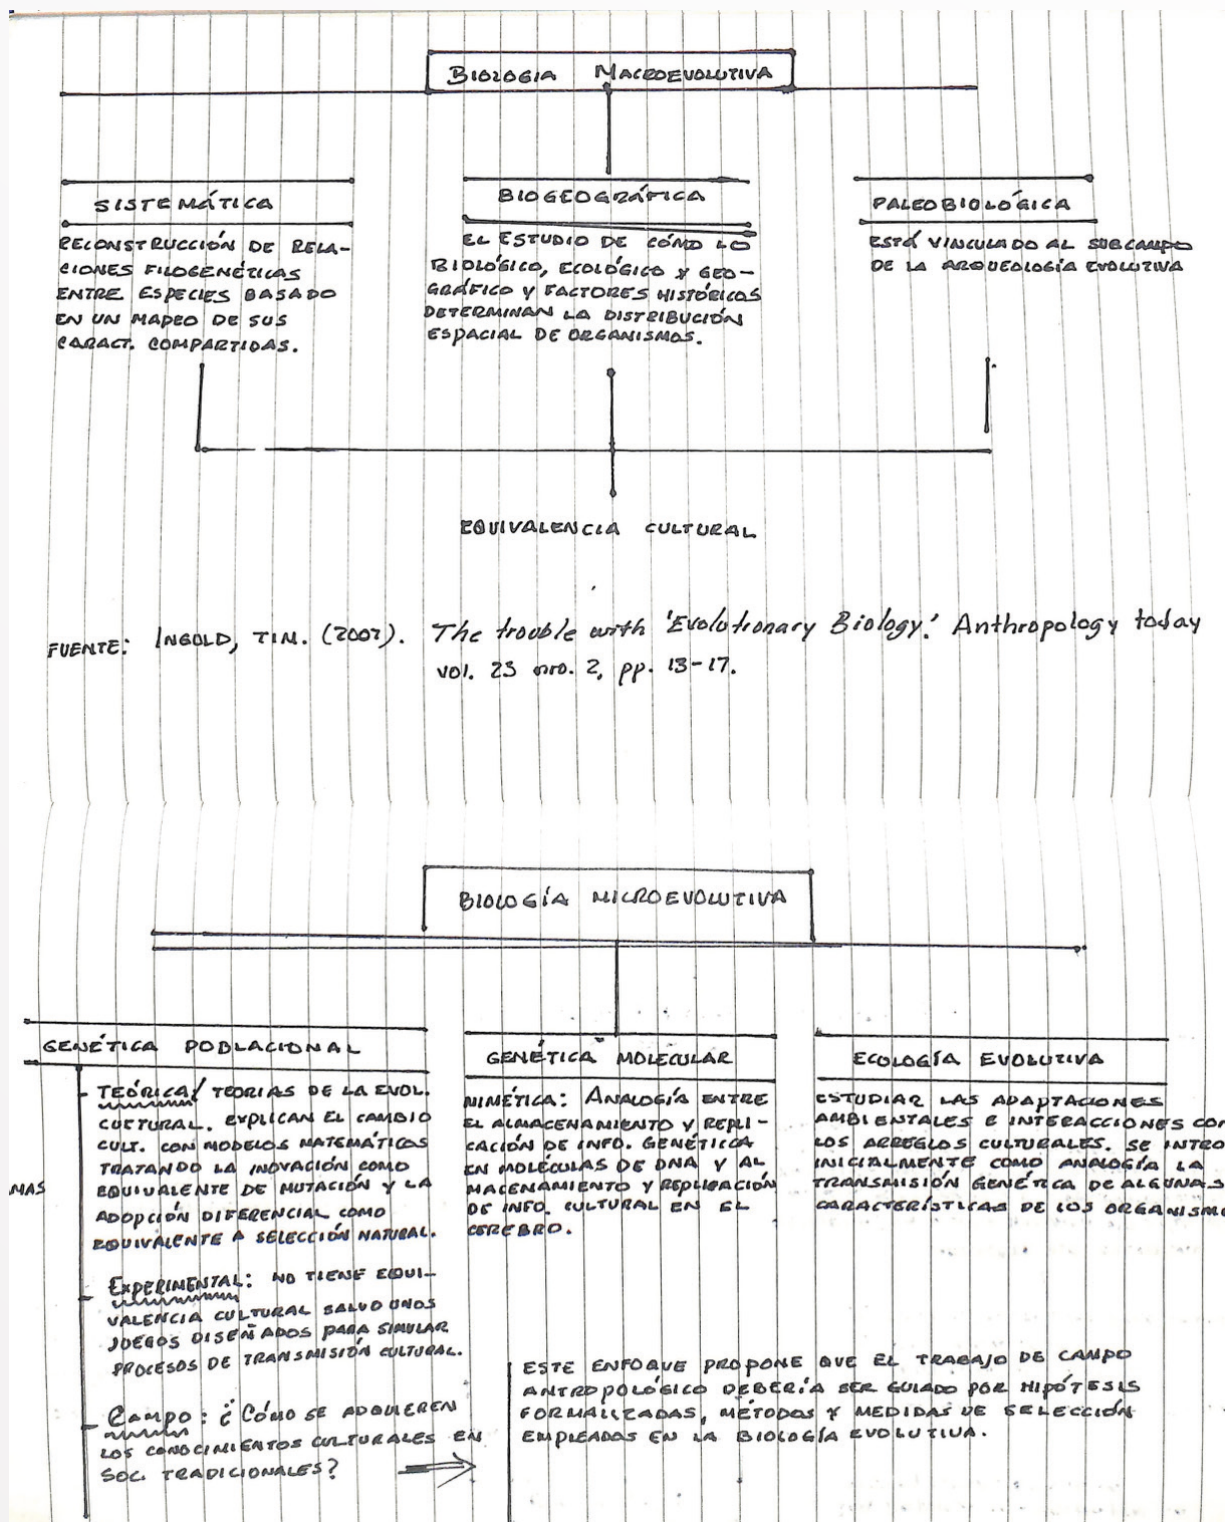 BIOLOGIA MACROEVOLUTIVA
SISTEMÁTICA
RECONSTRUCCIÓN DE RELA-
CIONES FILOGENÉTICAS
ENTRE ESPECIES BASADO
EN UN MAPEO DE SUS
CARACT. COMPARTIDAS.
BIOGEOGRÁFICA
EL ESTUDIO DE CÓMO LO
BIOLÓGICO, ECOLÓGICO Y GEO-
GRÁFICO Y FACTORES HISTÓRICOS
DETERMINAN LA DISTRIBUCIÓN
ESPACIAL DE ORGANISMOS.
PALEOBIOLÓGICA
ESTÁ VINCULADO AL SUBCAMPO
DE LA ARQUEOLOGÍA EVOLUTIVA
EQUIVALENCIA CULTURAL
FUENTE: INGOLD, TIM. (2007). The trouble with 'Evolutionary Biology'. Anthropology today
vol. 23 nro. 2, pp. 13-17.
BIOLOGÍA MICROEVOLUTIVA
GENÉTICA POBLACIONAL
TEÓRICA/ TEORIAS DE LA EVOL.
CULTURAL. EXPLICAN EL CAMBIO
CULT. CON MODELOS MATEMÁTICOS
TRATANDO LA INOVACIÓN COMO
EQUIVALENTE DE MUTACIÓN Y LA
ADOPCIÓN DIFERENCIAL COMO
EQUIVALENTE A SELECCIÓN NATURAL.
MAS
EXPERIMENTAL: NO TIENE EQUI-
VALENCIA CULTURAL SALVO UNOS
JUEGOS DISEÑADOS PARA SIMULAR
PROCESOS DE TRANSMISIÓN CULTURAL.
CAMPO: ¿CÓMO SE ADQUIEREN
LOS CONOCIMIENTOS CULTURALES EN
SOC. TRADICIONALES?
GENÉTICA MOLECULAR
MIMÉTICA: ANALOGÍA ENTRE
EL ALMACENAMIENTO Y REPLI-
CACIÓN DE INFO. GENÉTICA
EN MOLÉCULAS DE DNA Y AL
MACENAMIENTO Y REPLICACIÓN
DE INFO. CULTURAL EN EL
CEREBRO.
ECOLOGÍA EVOLUTIVA
ESTUDIAR LAS ADAPTACIONES
AMBIENTALES E INTERACCIONES CON
LOS ARREGLOS CULTURALES. SE INTRO
INICIALMENTE COMO ANALOGÍA LA
TRANSMISIÓN GENÉTICA DE ALGUNAS
CARACTERÍSTICAS DE LOS ORGANISMO
ESTE ENFOQUE PROPONE QUE EL TRABAJO DE CAMPO
ANTROPOLÓGICO DEBERÍA SER GUIADO POR HIPÓTESIS
FORMALIZADAS, MÉTODOS Y MEDIDAS DE SELECCIÓN
EMPLEADOS EN LA BIOLOGÍA EVOLUTIVA.